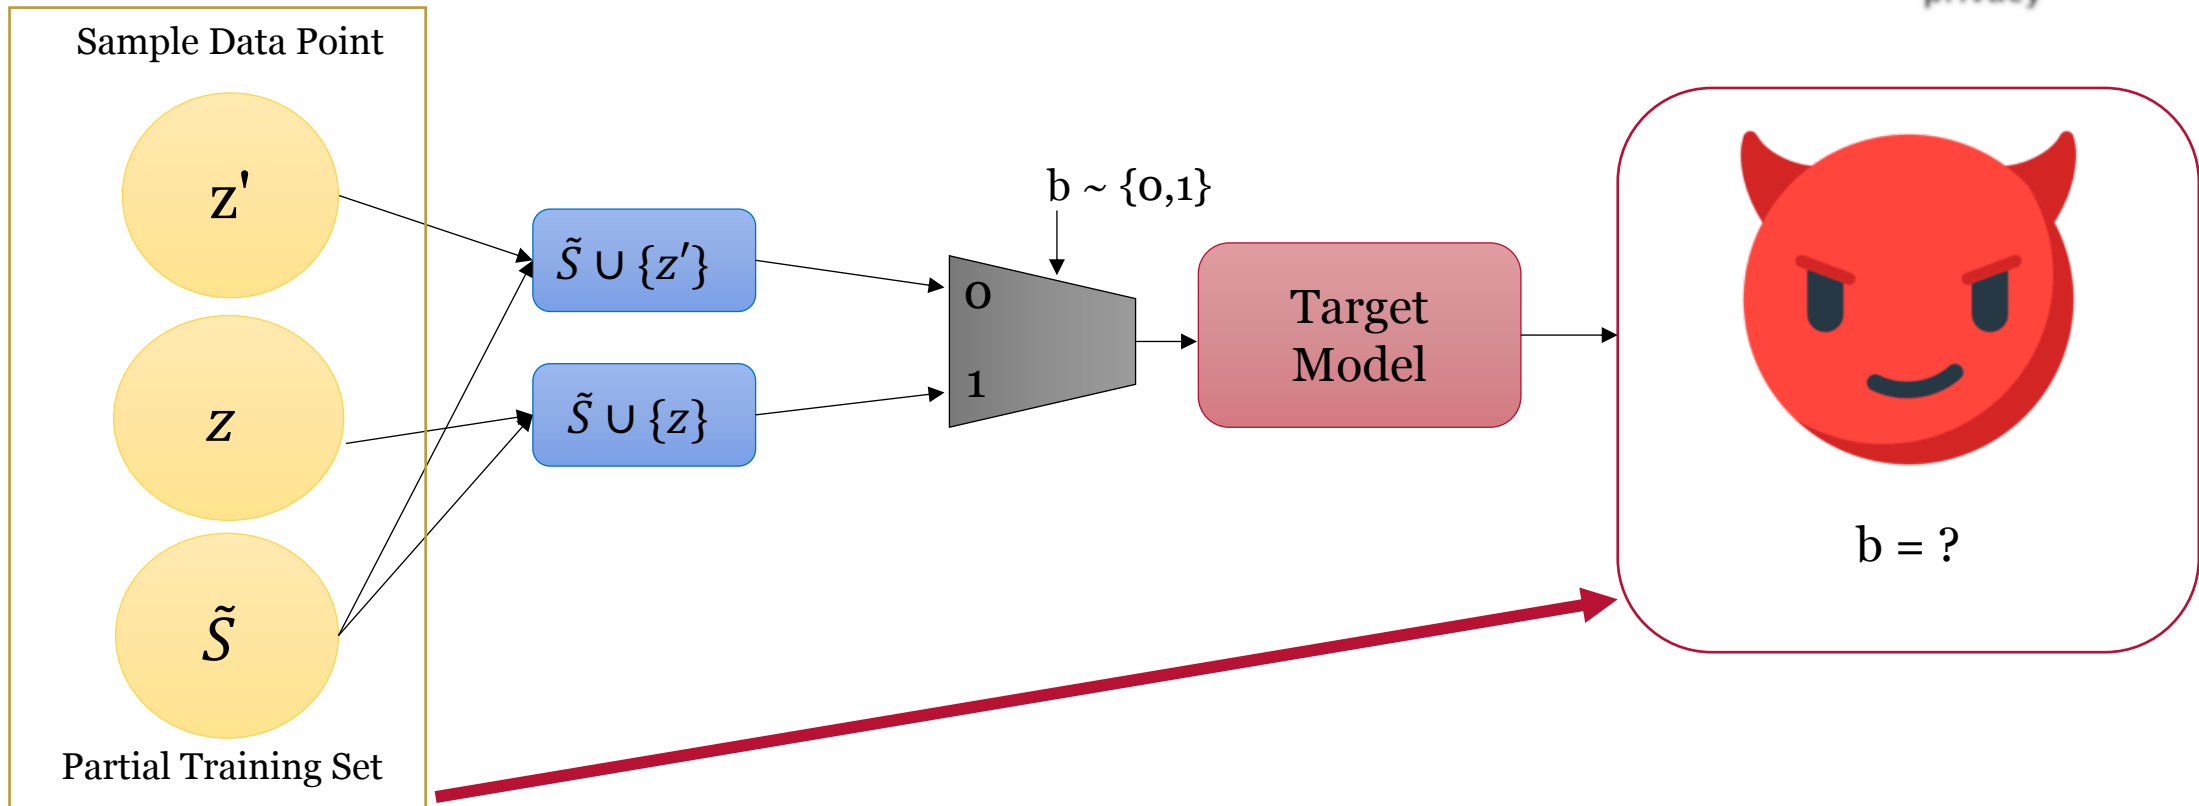 Sample Data Point
z'
z
S̃
Partial Training Set
S̃ ∪ {z′}
S̃ ∪ {z}
b ~ {0,1}
0
1
Target
Model
b = ?